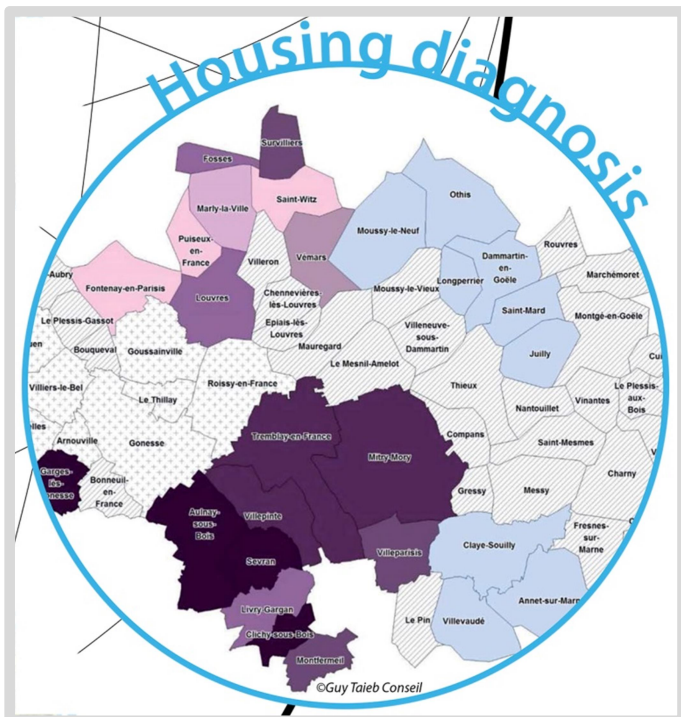 Housing diagnosis
Survilliers
Fosses
Othis
Saint-Witz
Marly-la-Ville
Moussy-le-Neuf
Puiseux-
en-
France
Rouvres
Dammartin-
en-
Goële
Vémars
Villeron
-Aubry
Marchémoret
Longperrier
Fontenay-en-Parisis
Moussy-le-Vieux
Louvres
Chennevières-
lès-Louvres
Saint-Mard
Montgé-en-Goële
Le Plessis-Gassot
Epiais-lès-
Louvres
Villeneuve-
sous-
Dammartin
Mauregard
Bouqueval
Goussainville
Juilly
Le Mesnil-Amelot
Roissy-en-France
Villiers-le-Bel
Thieux
Le Plessis-
aux-
Bois
Le Thillay
Vinantes
Nantouillet
Arnouville
Gonesse
Tremblay-en-France
Compans
Saint-Mesmes
Mitry-Mory
Garges-
lès-
Bonneuil-
en-
France
Charny
Gressy
Messy
Aulnay-
sous-
Bois
Villepinte
Fresnes-
sur-
Marne
Villeparisis
Claye-Souilly
Sevran
Annet-sur-Marn
Livry-Gargan
Le Pin
Villevaudé
Clichy-sous-Bois
Montfermeil
©Guy Taieb Conseil